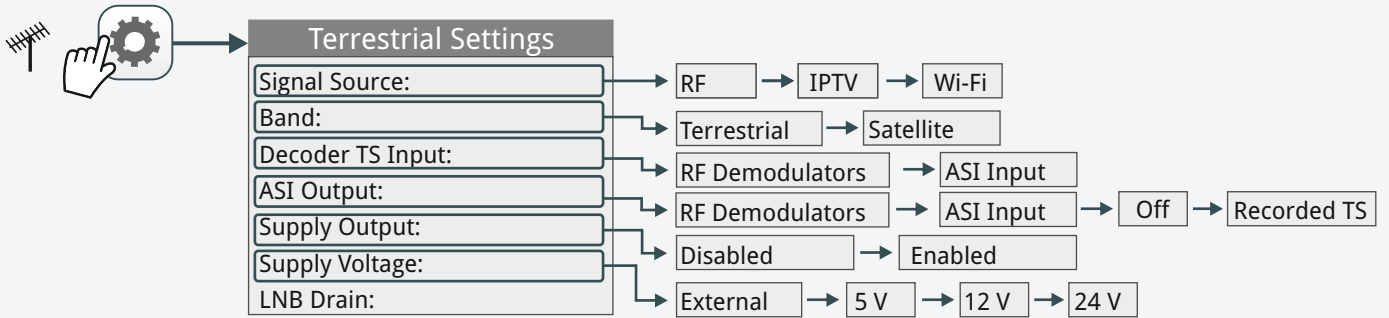 Terrestrial Settings
Signal Source: RF IPTV Wi-Fi
Band: Terrestrial Satellite
Decoder TS Input: RF Demodulators ASI Input
ASI Output: RF Demodulators ASI Input Off Recorded TS
Supply Output: Disabled Enabled
Supply Voltage: External 5 V 12 V 24 V
LNB Drain: